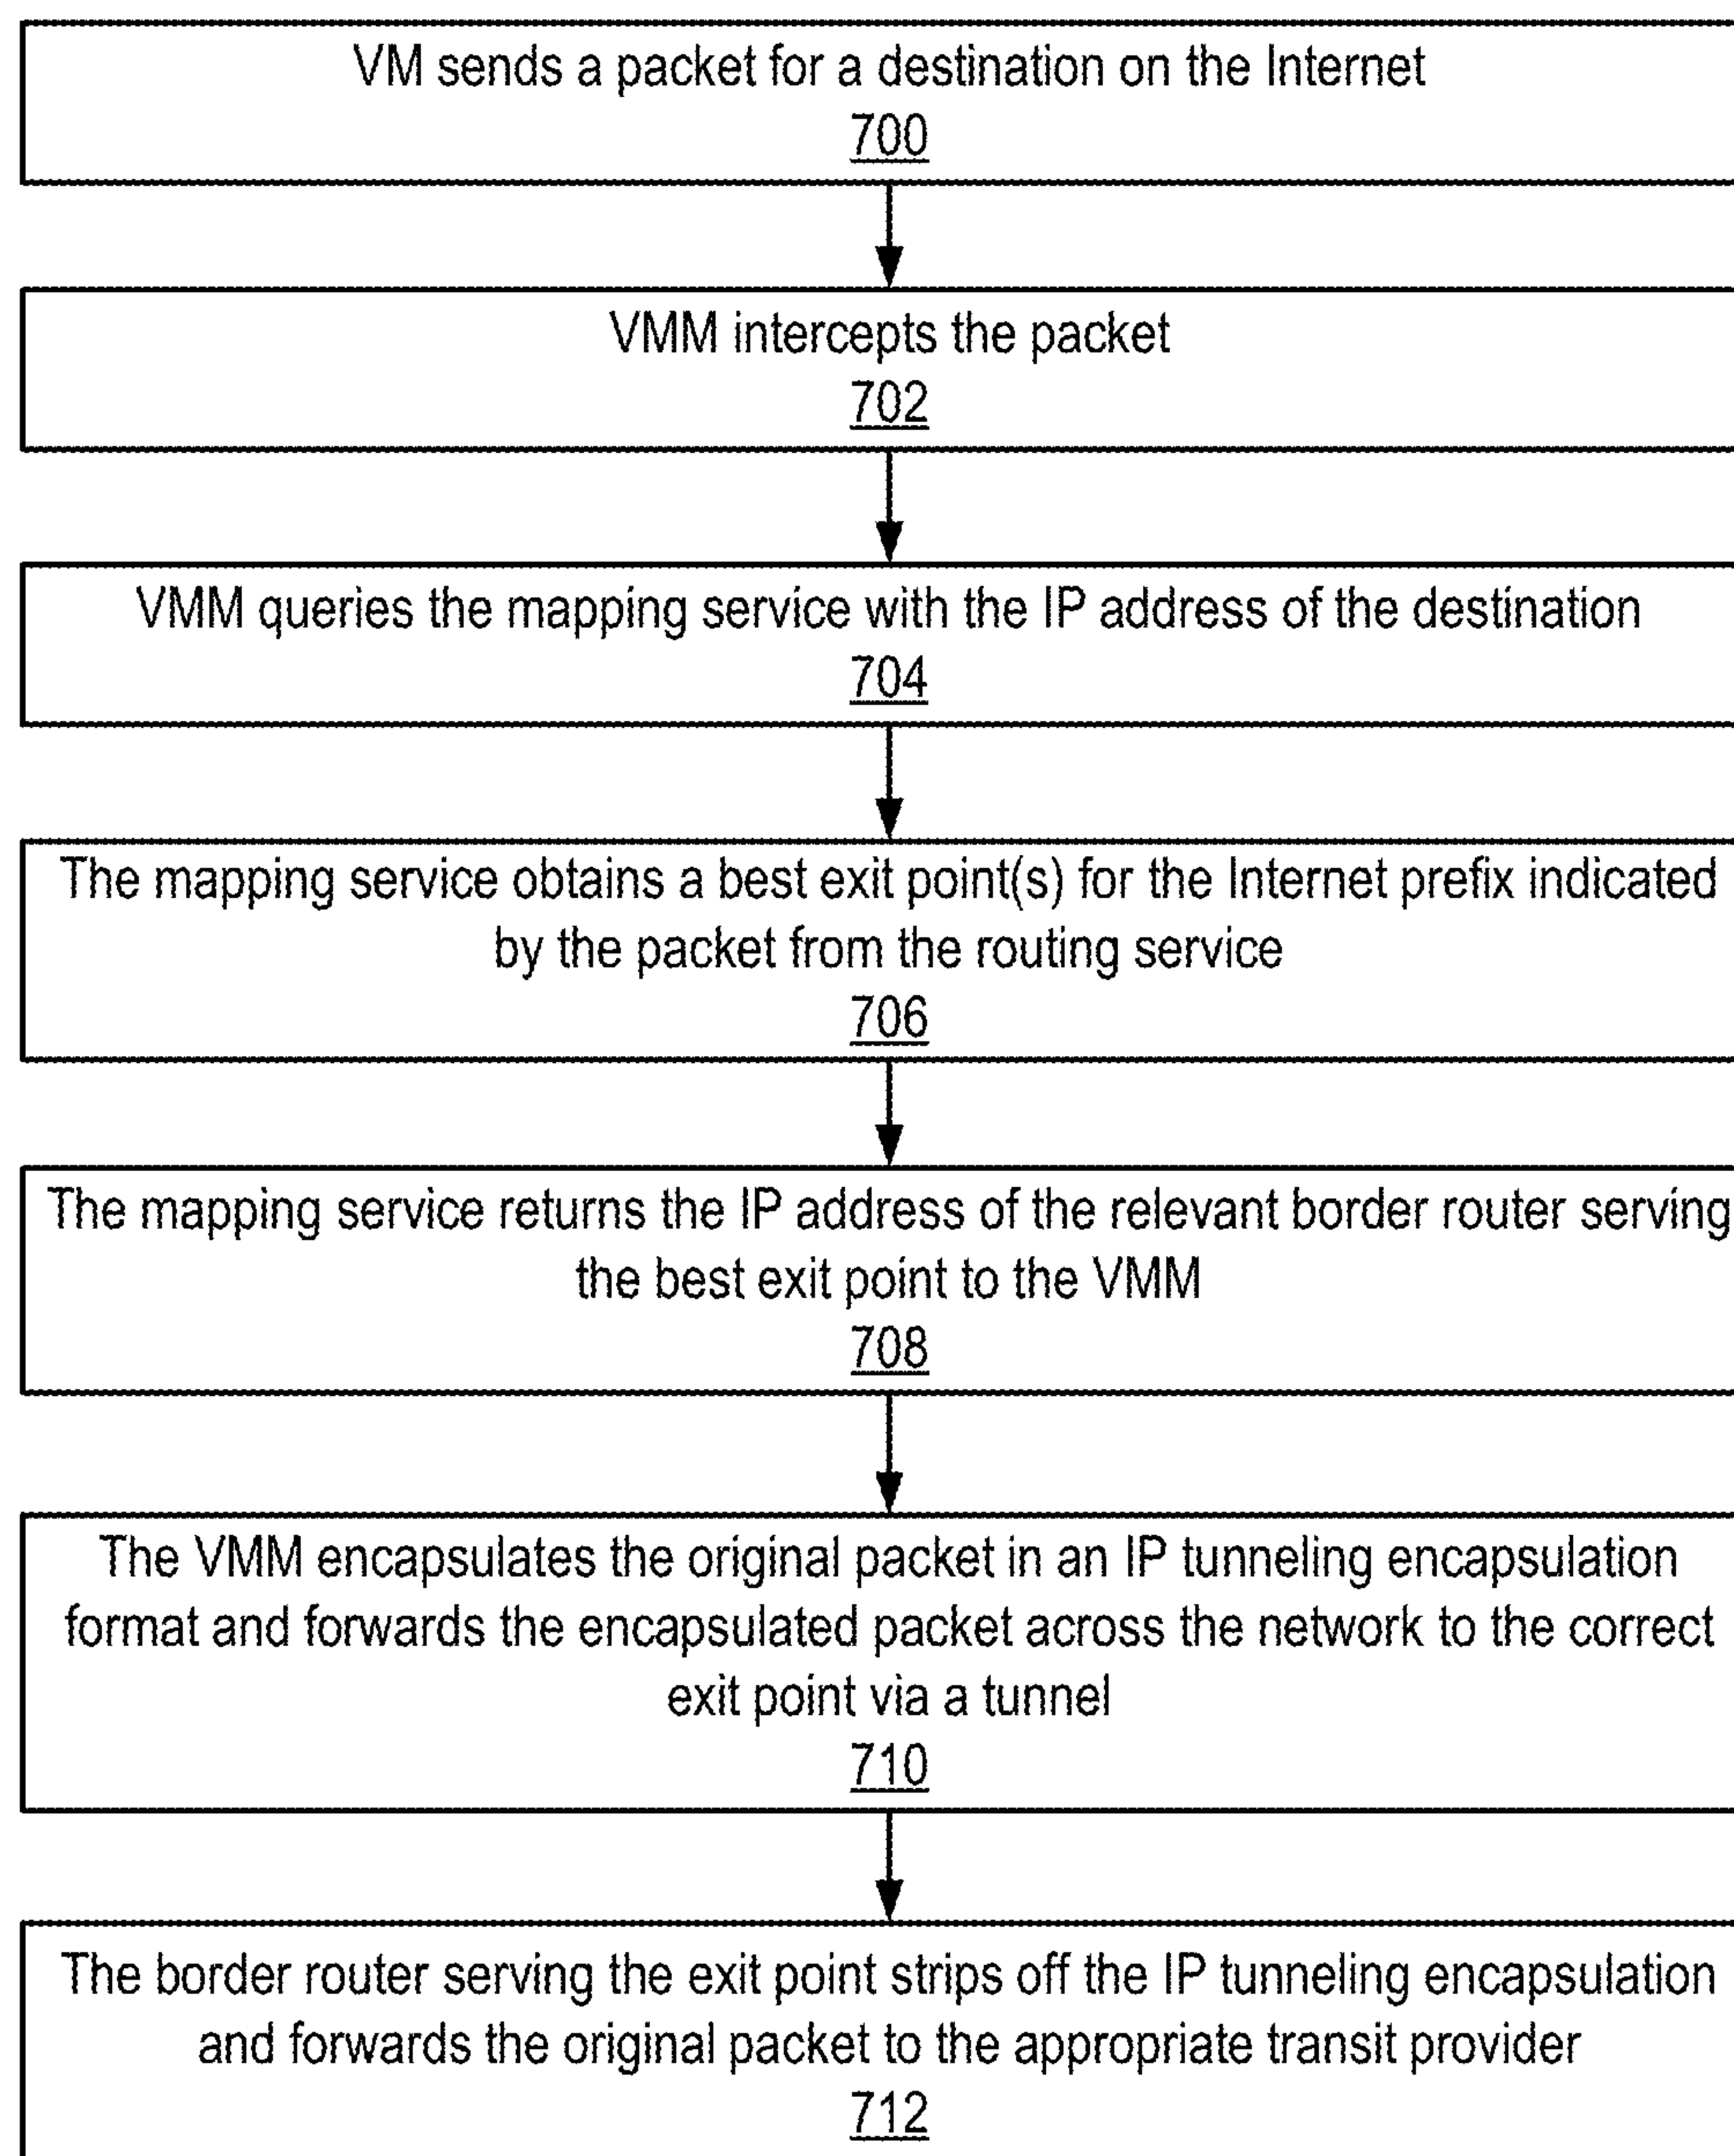 VM sends a packet for a destination on the Internet
700
VMM intercepts the packet
702
VMM queries the mapping service with the IP address of the destination
704
The mapping service obtains a best exit point(s) for the Internet prefix indicated
by the packet from the routing service
706
The mapping service returns the IP address of the relevant border router serving
the best exit point to the VMM
708
The VMM encapsulates the original packet in an IP tunneling encapsulation
format and forwards the encapsulated packet across the network to the correct
exit point via a tunnel
710
The border router serving the exit point strips off the IP tunneling encapsulation
and forwards the original packet to the appropriate transit provider
712